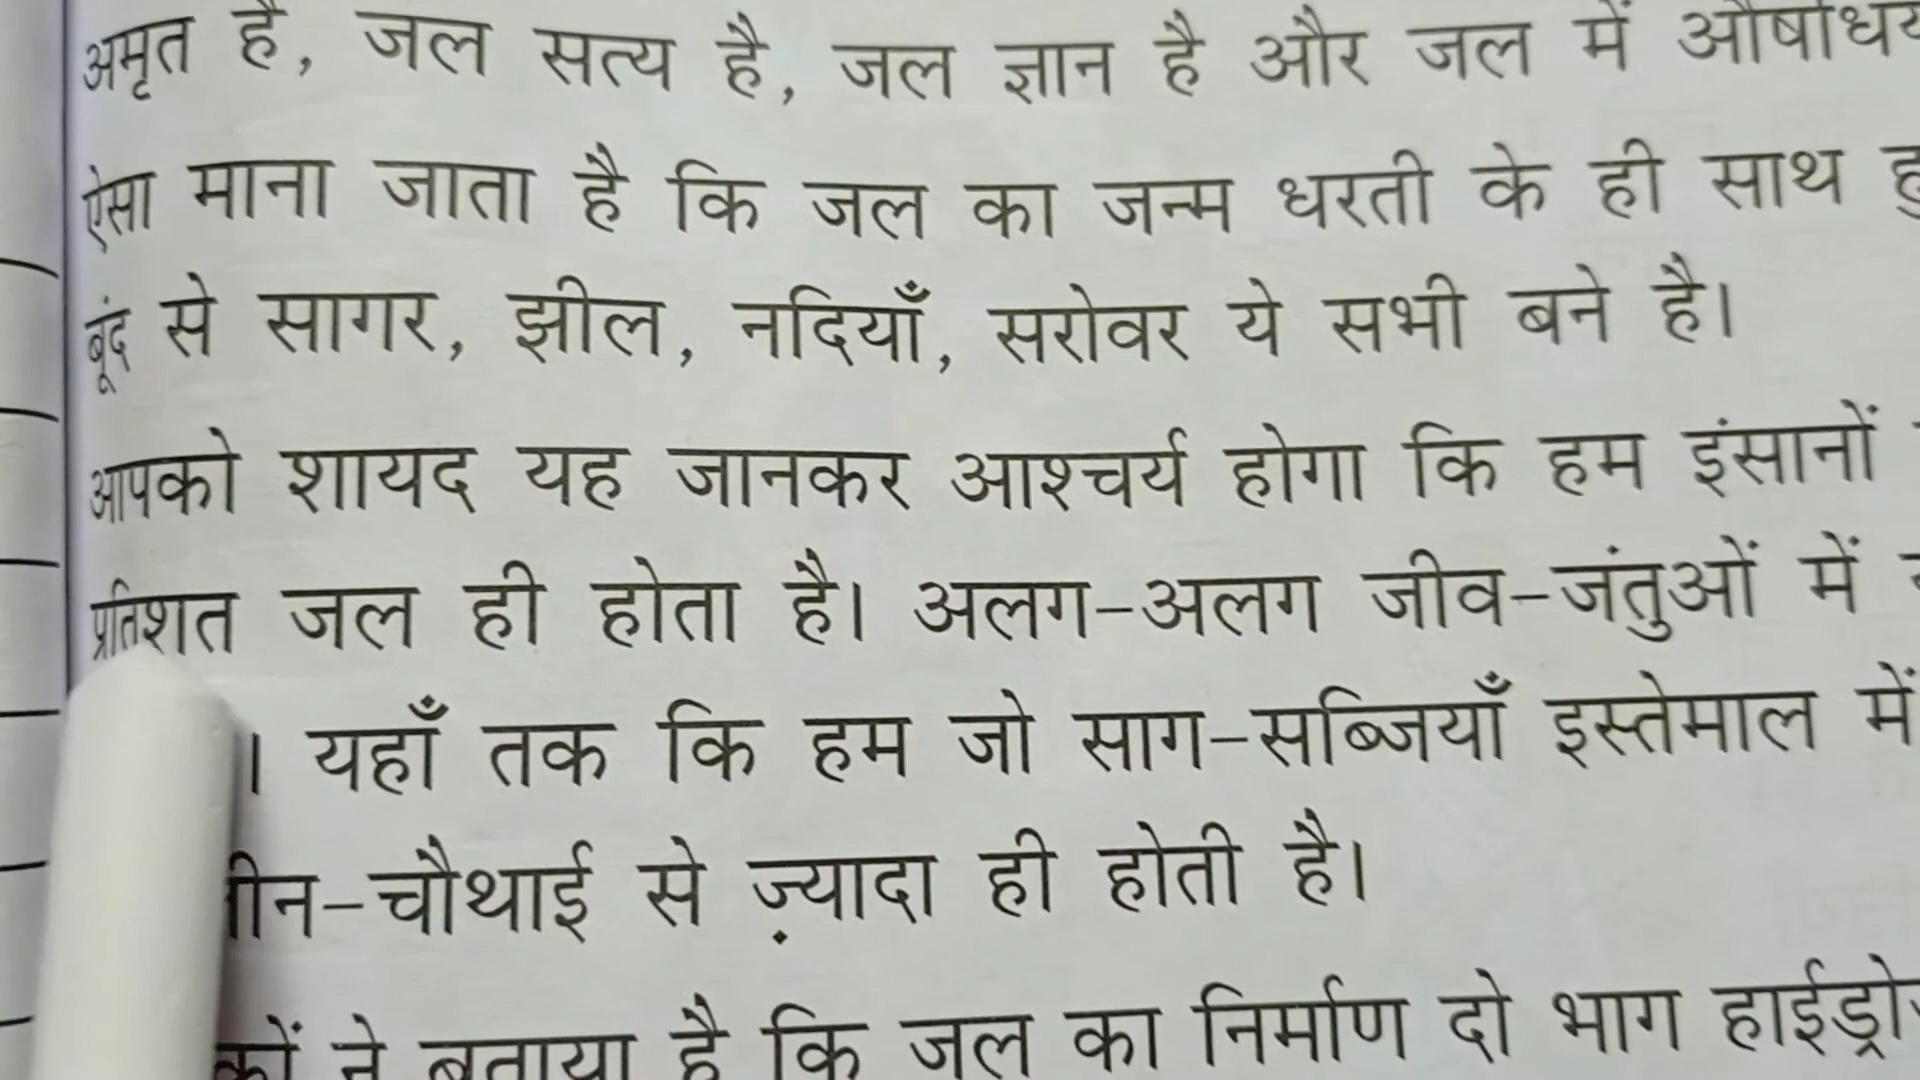 अमृत है, जल सत्य है, जल ज्ञान है और जल में
ऐसा माना जाता है कि जल का जन्म धरती के ही साथ
बूंद से सागर, झील, नदियाँ, सरोवर ये सभी बने है।
आपको शायद यह जानकर आश्चर्य होगा कि हम इंसानों
प्रतिशत जल ही होता है। अलग-अलग जीव-जंतुओं में
। यहाँ तक कि हम जो साग-सब्जियाँ इस्तेमाल में
ीन-चौथाई से ज़्यादा ही होती है।
कों ने बताया है कि जल का निर्माण दो भाग हाईड्रो